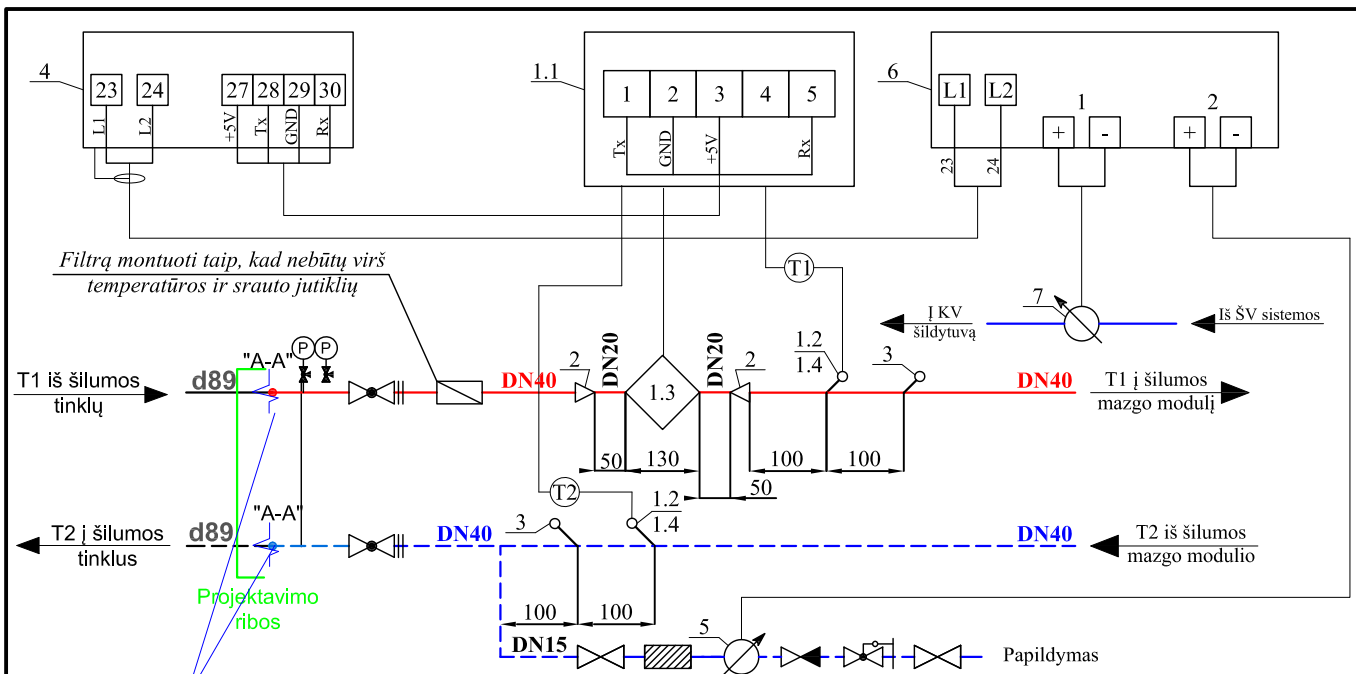 4
23
24
27
28
29
30
L1
L2
+5V
Tx
GND
Rx
1.1
1
2
3
4
5
Tx
GND
+5V
Rx
6
L1
L2
1
2
+
-
+
-
23
24
Filtrą montuoti taip, kad nebūtų virš
temperatūros ir srauto jutiklių
T1
7
Į KV
šildytuvą
Iš ŠV sistemos
P
P
"A-A"
d89
T1 iš šilumos
tinklų
DN40
2
DN20
1.3
DN20
2
1.2
1.4
3
DN40
T1 į šilumos
mazgo modulį
50
130
100
100
50
T2
1.2
1.4
3
"A-A"
d89
T2 į šilumos
tinklus
DN40
DN40
T2 iš šilumos
mazgo modulio
Projektavimo
ribos
100
100
DN15
5
Papildymas